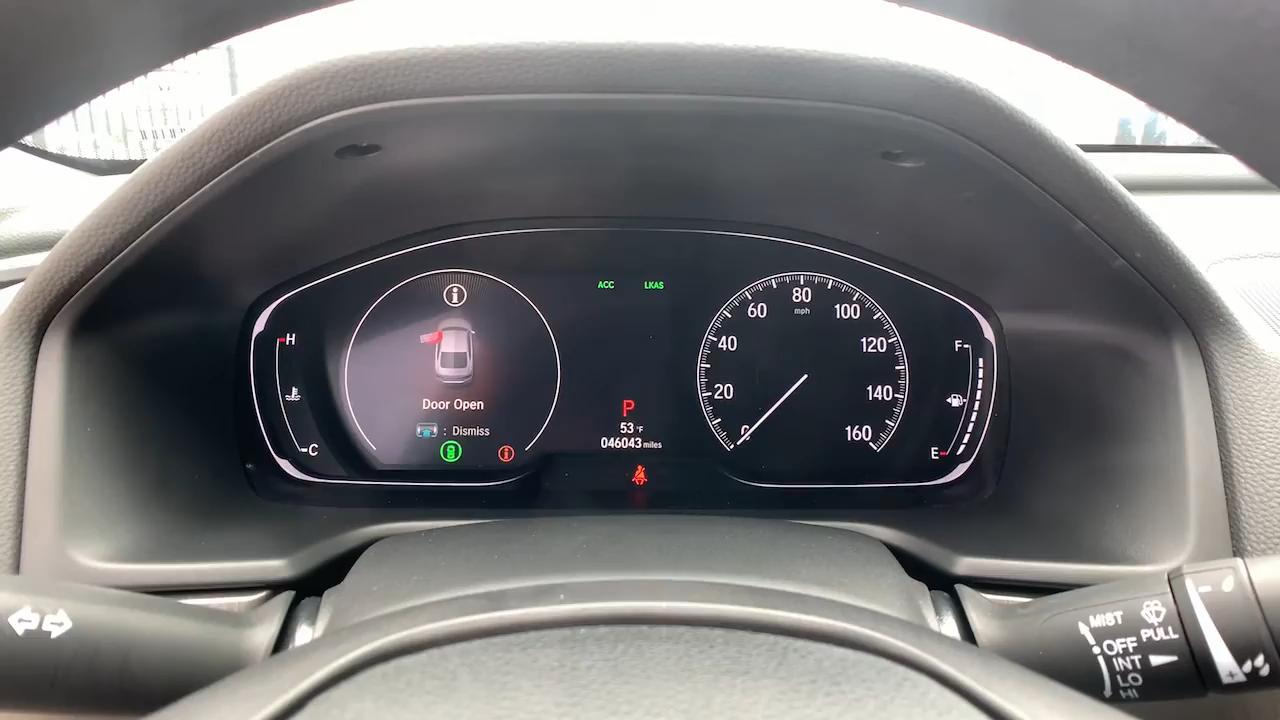 ACC LKAS
H
C
Door Open
: Dismiss
P
53 °F
046043 miles
0
20
40
60
80
mph
100
120
140
160
F
E
MIST
PULL
OFF
INT
LO
HI